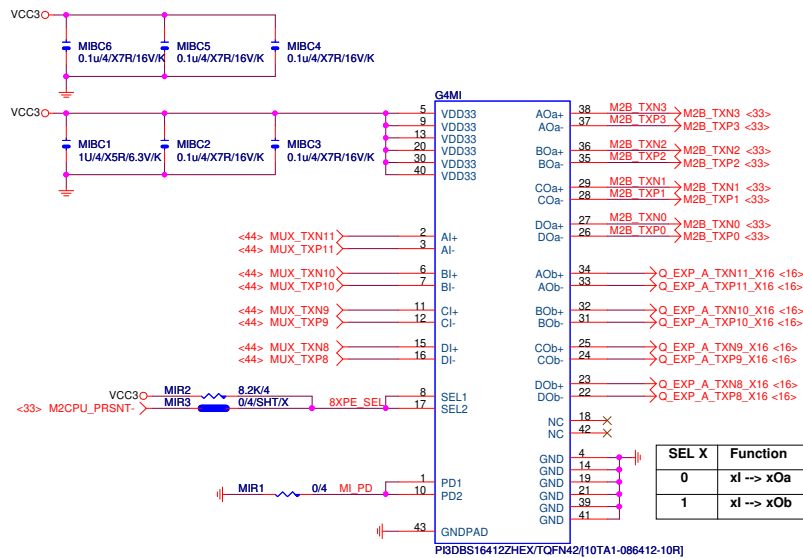 VCC3
MIBC6
0.1u/4/X7R/16V/K
MIBC5
0.1u/4/X7R/16V/K
MIBC4
0.1u/4/X7R/16V/K
VCC3
MIBC1
1U/4/X5R/6.3V/K
MIBC2
0.1u/4/X7R/16V/K
MIBC3
0.1u/4/X7R/16V/K
G4MI
5 VDD33
9 VDD33
13 VDD33
20 VDD33
30 VDD33
40 VDD33
<44> MUX_TXN11 2 AI+
<44> MUX_TXP11 3 AI-
<44> MUX_TXN10 6 BI+
<44> MUX_TXP10 7 BI-
<44> MUX_TXN9 11 CI+
<44> MUX_TXP9 12 CI-
<44> MUX_TXN8 15 DI+
<44> MUX_TXP8 16 DI-
VCC3 MIR2 8.2K/4 8 SEL1
<33> M2CPU_PRSNT- MIR3 0/4/SHT/X 8XPE_SEL 17 SEL2
1 PD1
MIR1 0/4 MI_PD 10 PD2
43 GNDPAD
AOa+ 38 M2B_TXN3 M2B_TXN3 <33>
AOa- 37 M2B_TXP3 M2B_TXP3 <33>
BOa+ 36 M2B_TXN2 M2B_TXN2 <33>
BOa- 35 M2B_TXP2 M2B_TXP2 <33>
COa+ 29 M2B_TXN1 M2B_TXN1 <33>
COa- 28 M2B_TXP1 M2B_TXP1 <33>
DOa+ 27 M2B_TXN0 M2B_TXN0 <33>
DOa- 26 M2B_TXP0 M2B_TXP0 <33>
AOb+ 34 Q_EXP_A_TXN11_X16 <16>
AOb- 33 Q_EXP_A_TXP11_X16 <16>
BOb+ 32 Q_EXP_A_TXN10_X16 <16>
BOb- 31 Q_EXP_A_TXP10_X16 <16>
COb+ 25 Q_EXP_A_TXN9_X16 <16>
COb- 24 Q_EXP_A_TXP9_X16 <16>
DOb+ 23 Q_EXP_A_TXN8_X16 <16>
DOb- 22 Q_EXP_A_TXP8_X16 <16>
NC 18
NC 42
GND 4
GND 14
GND 19
GND 21
GND 39
GND 41
PI3DBS16412ZHEX/TQFN42/[10TA1-086412-10R]
SEL X Function
0 xI --> xOa
1 xI --> xOb